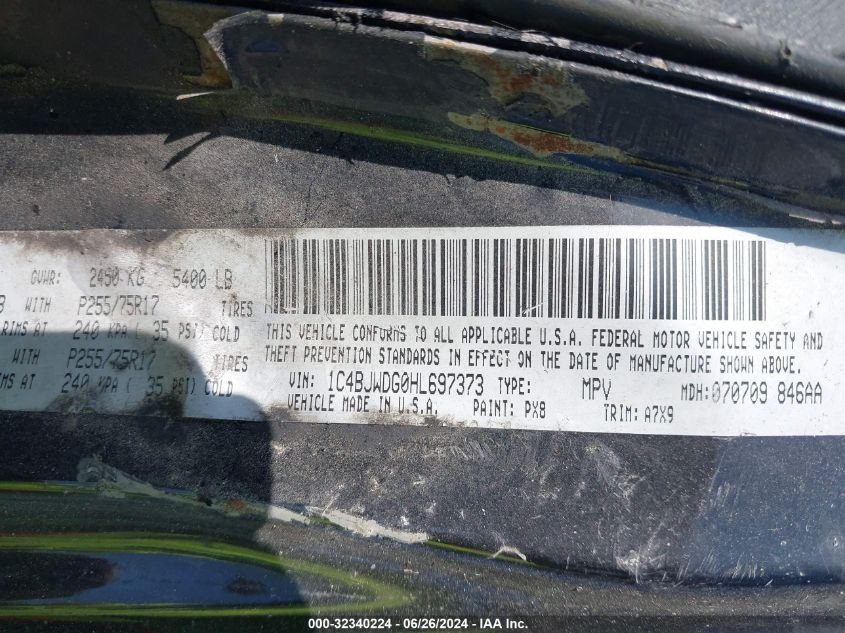 GVWR: 2450 KG 5400 LB
WITH P255/75R17 TIRES
RIMS AT 240 KPA ( 35 PSI) COLD
WITH P255/75R17 TIRES
IMS AT 240 KPA ( 35 PSI) COLD
THIS VEHICLE CONFORMS TO ALL APPLICABLE U.S.A. FEDERAL MOTOR VEHICLE SAFETY AND
THEFT PREVENTION STANDARDS IN EFFECT ON THE DATE OF MANUFACTURE SHOWN ABOVE.
VIN: 1C4BJWDG0HL697373 TYPE: MPV MDH:070709 846AA
VEHICLE MADE IN U.S.A. PAINT: PX8 TRIM: A7X9
000-32340224 | 06/26/2024 | IAA Inc.